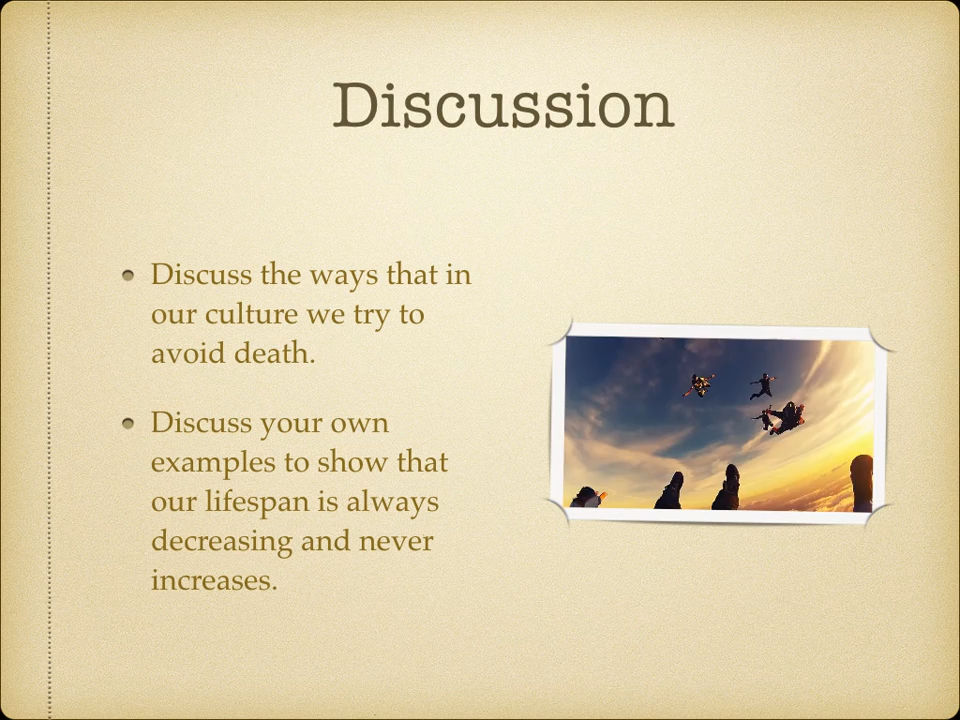 Discussion
Discuss the ways that in
our culture we try to
avoid death.
Discuss your own
examples to show that
our lifespan is always
decreasing and never
increases.